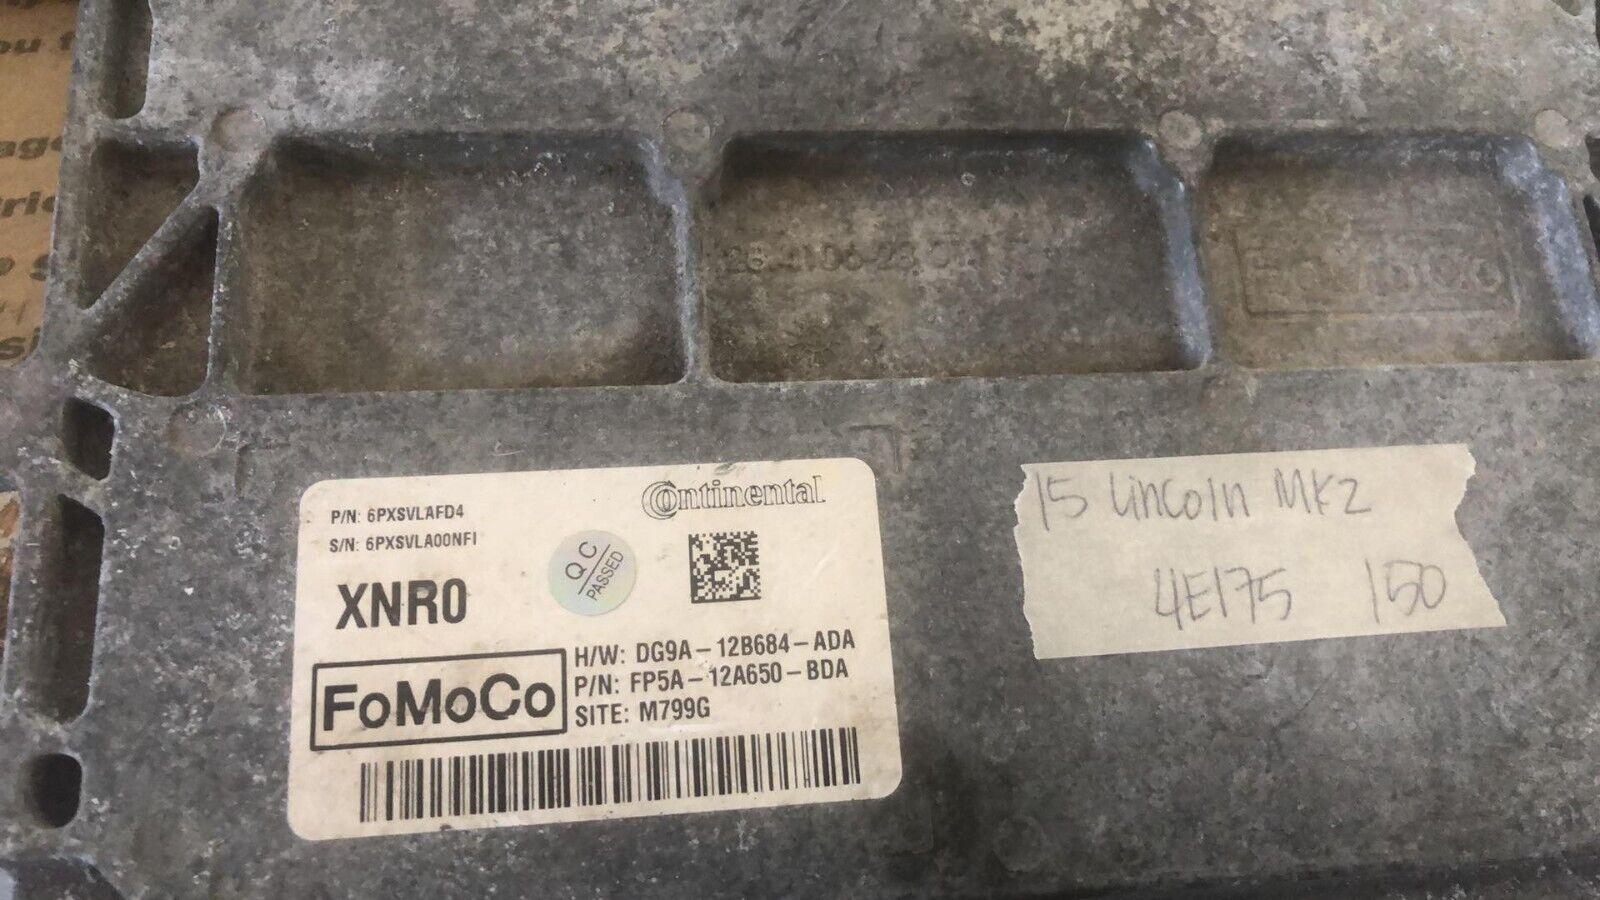 P/N: 6PXSVLAFD4
Continental
S/N: 6PXSVLA00NFI
QC
PASSED
XNR0
H/W: DG9A-12B684-ADA
P/N: FP5A-12A650-BDA
FoMoCo
SITE: M799G
15 Lincoln MKZ
4E175 150